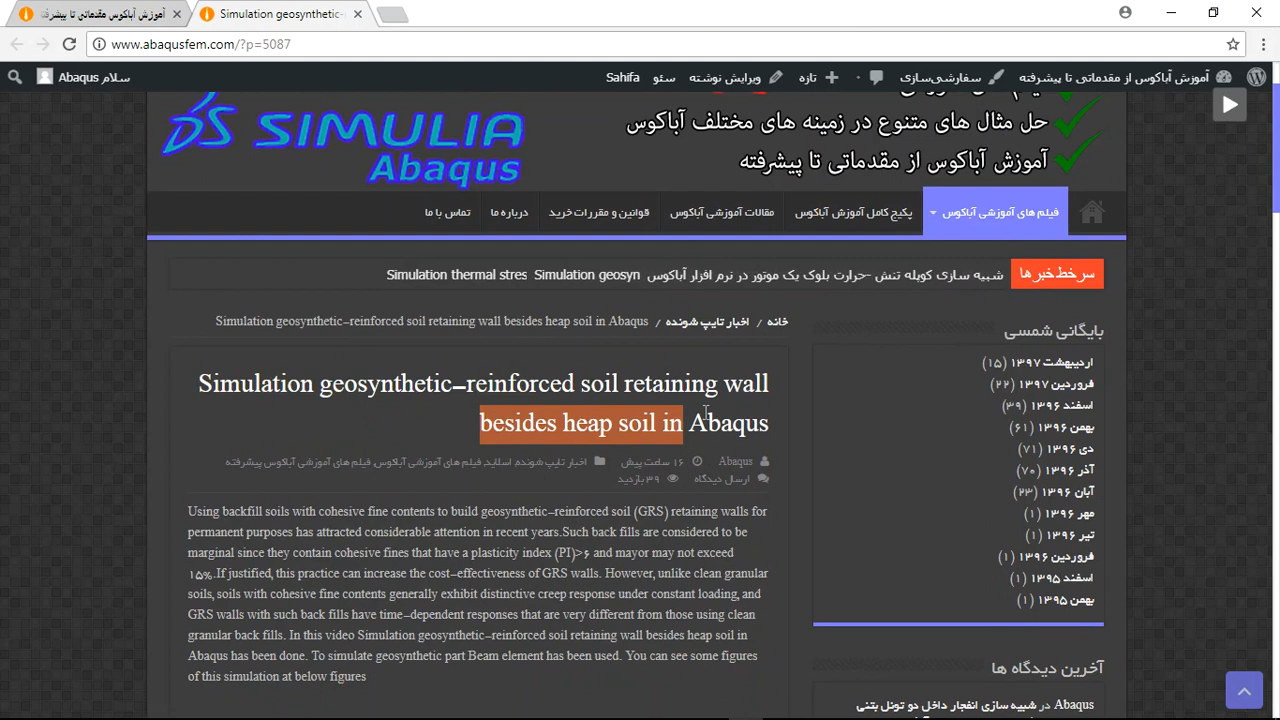 آموزش آباکوس مقدماتی تا پیشرفته
Simulation geosynthetic-
www.abaqusfem.com/?p=5087
آموزش آباکوس از مقدماتی تا پیشرفته
سفارشی‌سازی
۰
تازه
ویرایش نوشته
سئو
Sahifa
سلام Abaqus
SIMULIA
Abaqus
حل مثال های متنوع در زمینه های مختلف آباکوس
آموزش آباکوس از مقدماتی تا پیشرفته
فیلم های آموزشی آباکوس
پکیج کامل آموزش آباکوس
مقالات آموزشی آباکوس
قوانین و مقررات خرید
درباره ما
تماس با ما
سرخط خبرها
شبیه سازی کوپله تنش –حرارت بلوک یک موتور در نرم افزار آباکوس
Simulation geosyn
Simulation thermal stres
خانه / اخبار تایپ شونده / Simulation geosynthetic–reinforced soil retaining wall besides heap soil in Abaqus
Simulation geosynthetic–reinforced soil retaining wall
besides heap soil in Abaqus
Abaqus
۱۶ ساعت پیش
اخبار تایپ شونده, اسلاید, فیلم های آموزشی آباکوس, فیلم های آموزشی آباکوس پیشرفته
ارسال دیدگاه
۳۹ بازدید
Using backfill soils with cohesive fine contents to build geosynthetic–reinforced soil (GRS) retaining walls for
permanent purposes has attracted considerable attention in recent years.Such back fills are considered to be
marginal since they contain cohesive fines that have a plasticity index (PI)>۶ and mayor may not exceed
۱۵%.If justified, this practice can increase the cost–effectiveness of GRS walls. However, unlike clean granular
soils, soils with cohesive fine contents generally exhibit distinctive creep response under constant loading, and
GRS walls with such back fills have time–dependent responses that are very different from those using clean
granular back fills. In this video Simulation geosynthetic–reinforced soil retaining wall besides heap soil in
Abaqus has been done. To simulate geosynthetic part Beam element has been used. You can see some figures
of this simulation at below figures
بایگانی شمسی
اردیبهشت ۱۳۹۷ (۱۵)
فروردین ۱۳۹۷ (۲۲)
اسفند ۱۳۹۶ (۳۹)
بهمن ۱۳۹۶ (۶۱)
دی ۱۳۹۶ (۷۱)
آذر ۱۳۹۶ (۷۰)
آبان ۱۳۹۶ (۲۳)
مهر ۱۳۹۶ (۱)
تیر ۱۳۹۶ (۱)
فروردین ۱۳۹۶ (۱)
اسفند ۱۳۹۵ (۱)
بهمن ۱۳۹۵ (۱)
آخرین دیدگاه ها
Abaqus در شبیه سازی انفجار داخل دو تونل بتنی